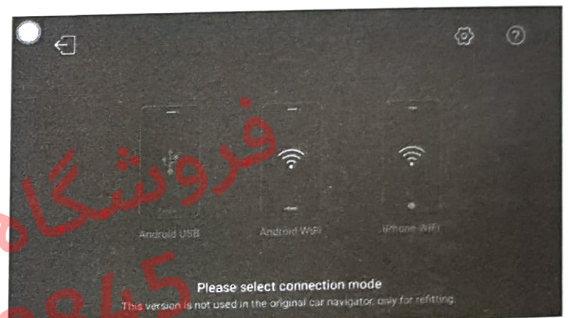 Android USB Android WiFi iPhone WiFi
Please select connection mode
This version is not used in the original car navigator, only for refitting.
فروشگاه